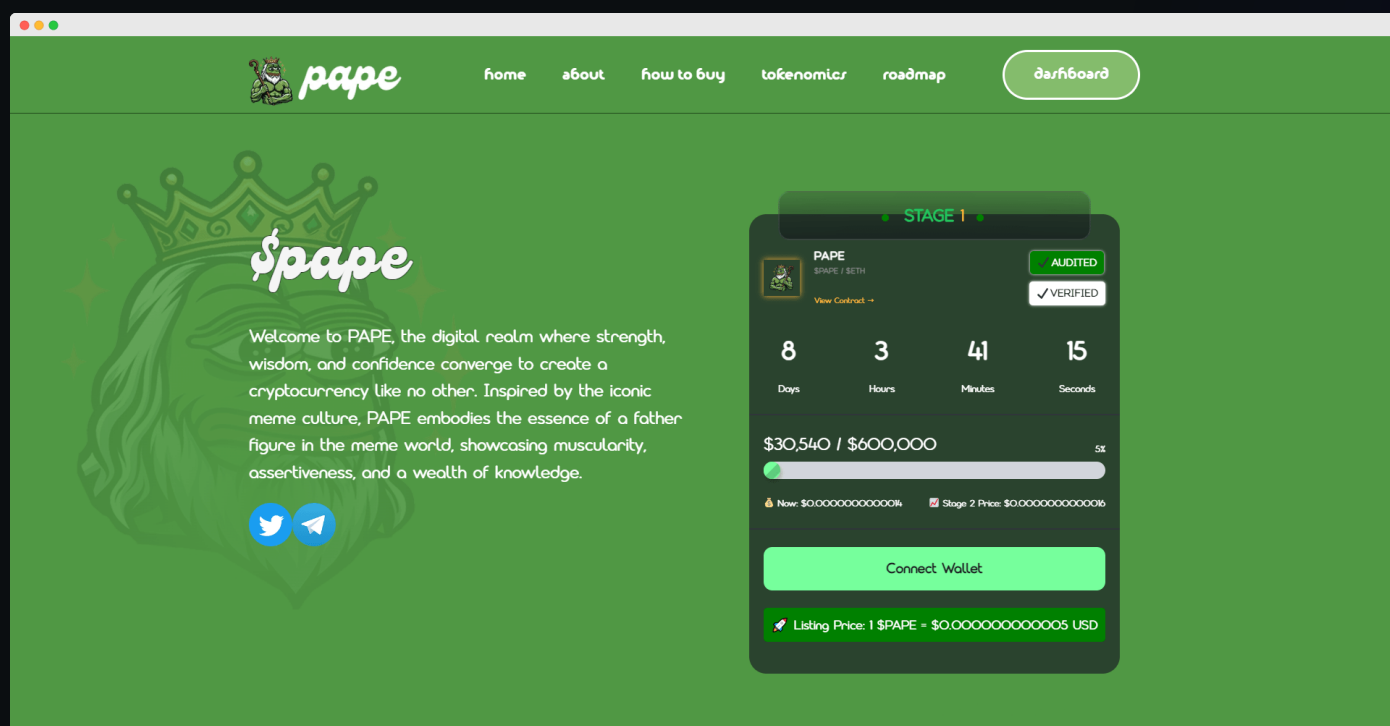 pape
home about how to buy tokenomics roadmap dashboard
$pape
Welcome to PAPE, the digital realm where strength,
wisdom, and confidence converge to create a
cryptocurrency like no other. Inspired by the iconic
meme culture, PAPE embodies the essence of a father
figure in the meme world, showcasing muscularity,
assertiveness, and a wealth of knowledge.
STAGE 1
PAPE
$PAPE / $ETH
View Contract →
AUDITED
VERIFIED
8 3 41 15
Days Hours Minutes Seconds
$30,540 / $600,000
5%
Now: $0.0000000000014 Stage 2 Price: $0.0000000000016
Connect Wallet
Listing Price: 1 $PAPE = $0.000000000005 USD